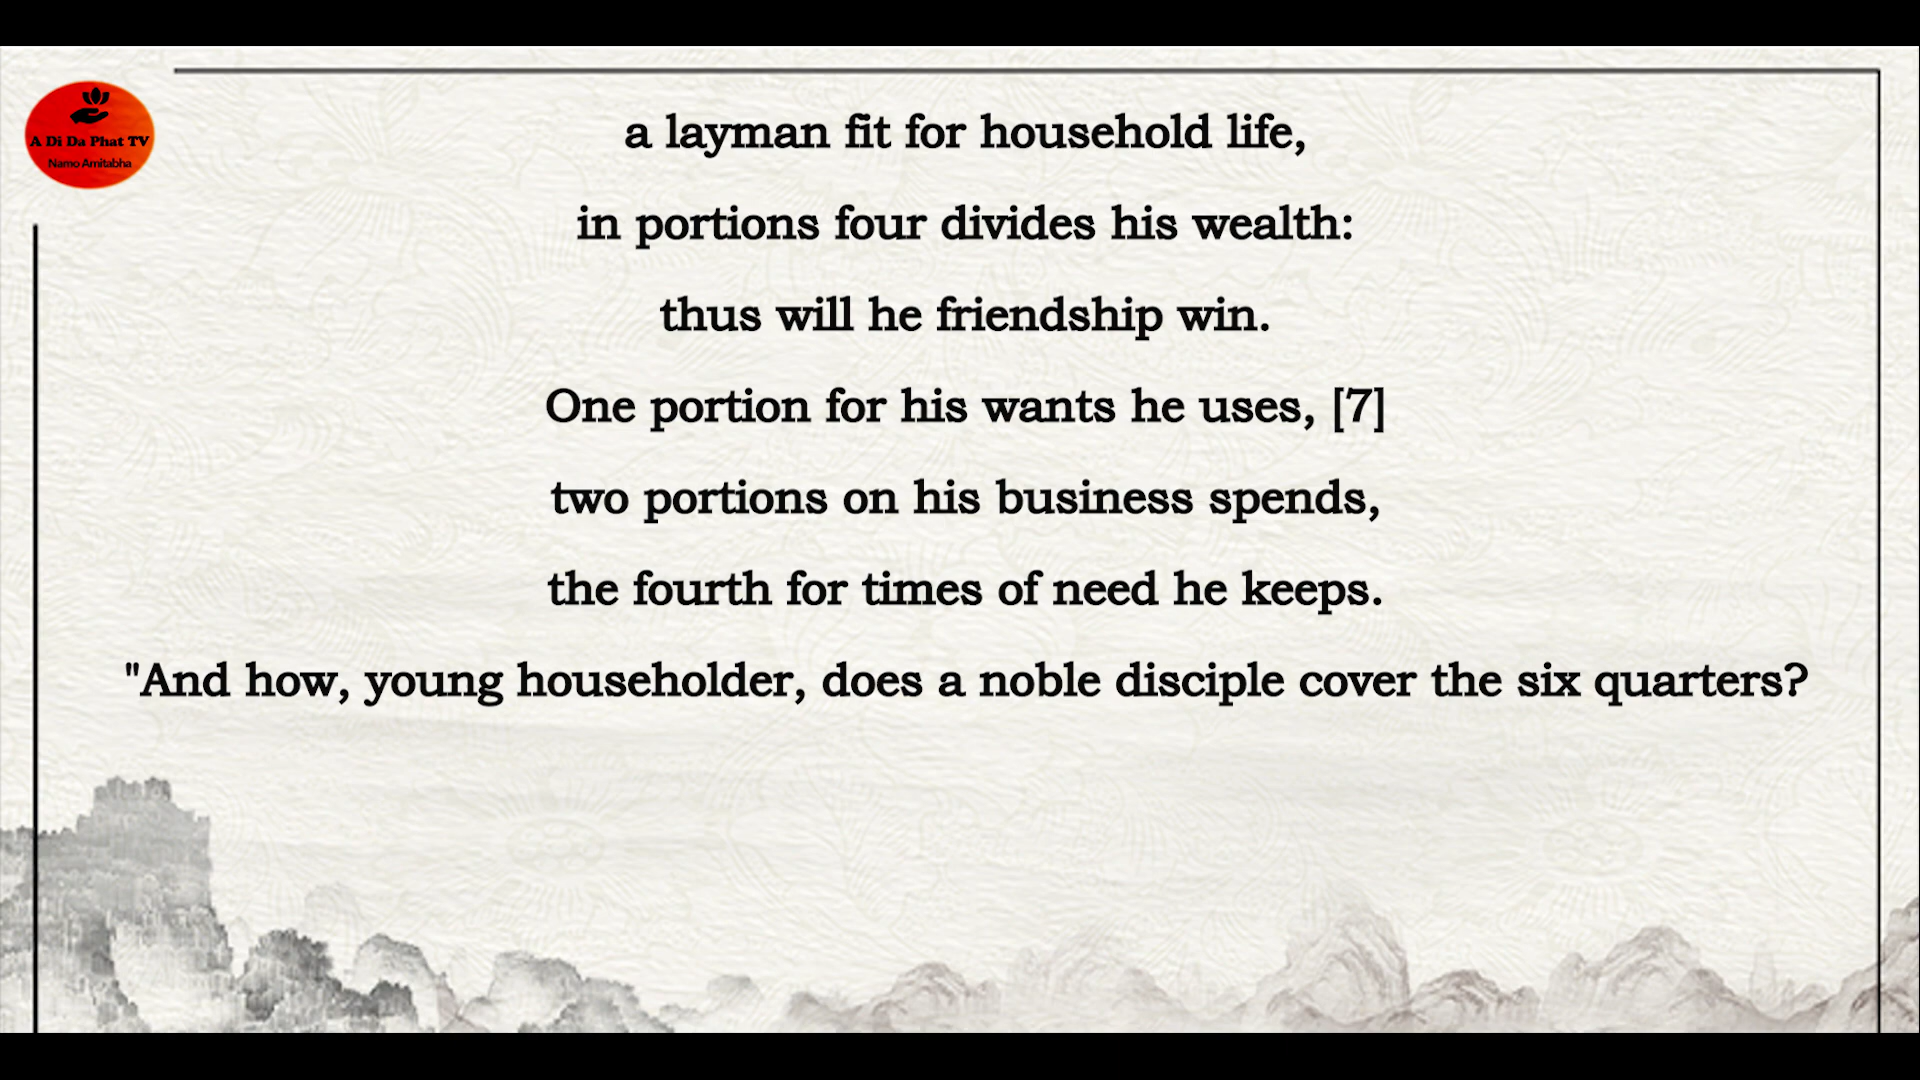 A Di Da Phat TV
Namo Amitabha
a layman fit for household life,
in portions four divides his wealth:
thus will he friendship win.
One portion for his wants he uses, [7]
two portions on his business spends,
the fourth for times of need he keeps.
"And how, young householder, does a noble disciple cover the six quarters?